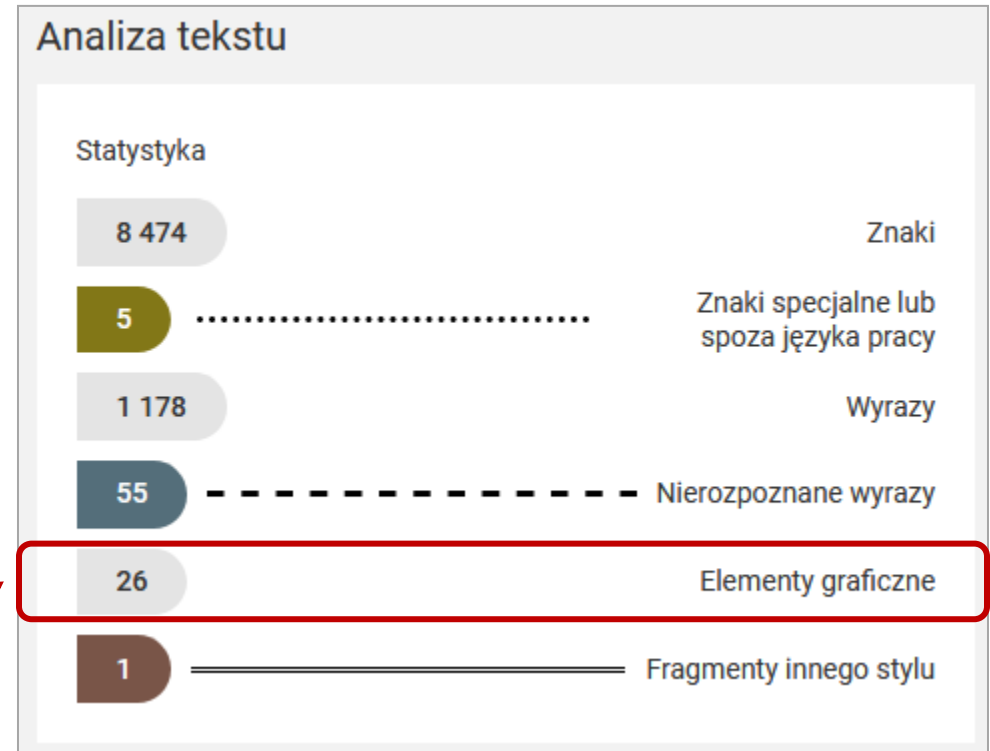 Analiza tekstu
Statystyka
8 474 Znaki
5 Znaki specjalne lub
spoza języka pracy
1 178 Wyrazy
55 Nierozpoznane wyrazy
26 Elementy graficzne
1 Fragmenty innego stylu